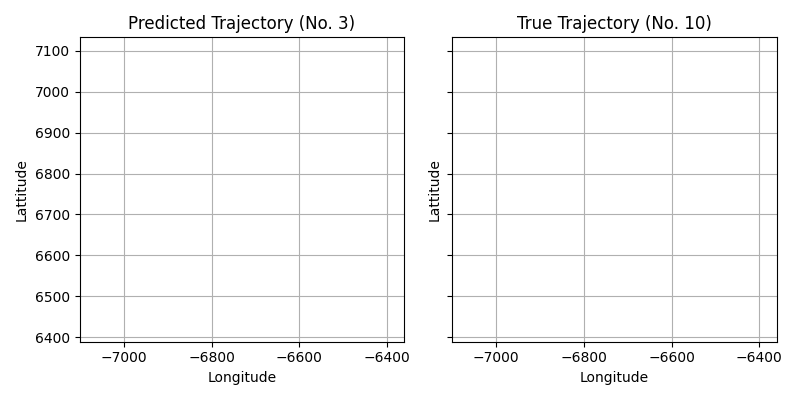 Predicted Trajectory (No. 3)
True Trajectory (No. 10)
7100
7000
6900
6800
6700
6600
6500
6400
Lattitude
Lattitude
−7000
−6800
−6600
−6400
−7000
−6800
−6600
−6400
Longitude
Longitude